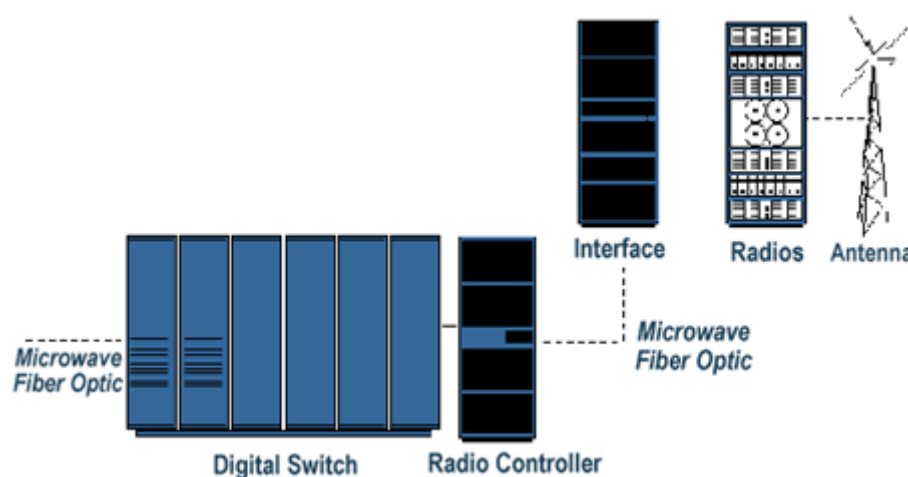 Interface
Radios
Antenna
Microwave
Fiber Optic
Microwave
Fiber Optic
Digital Switch
Radio Controller